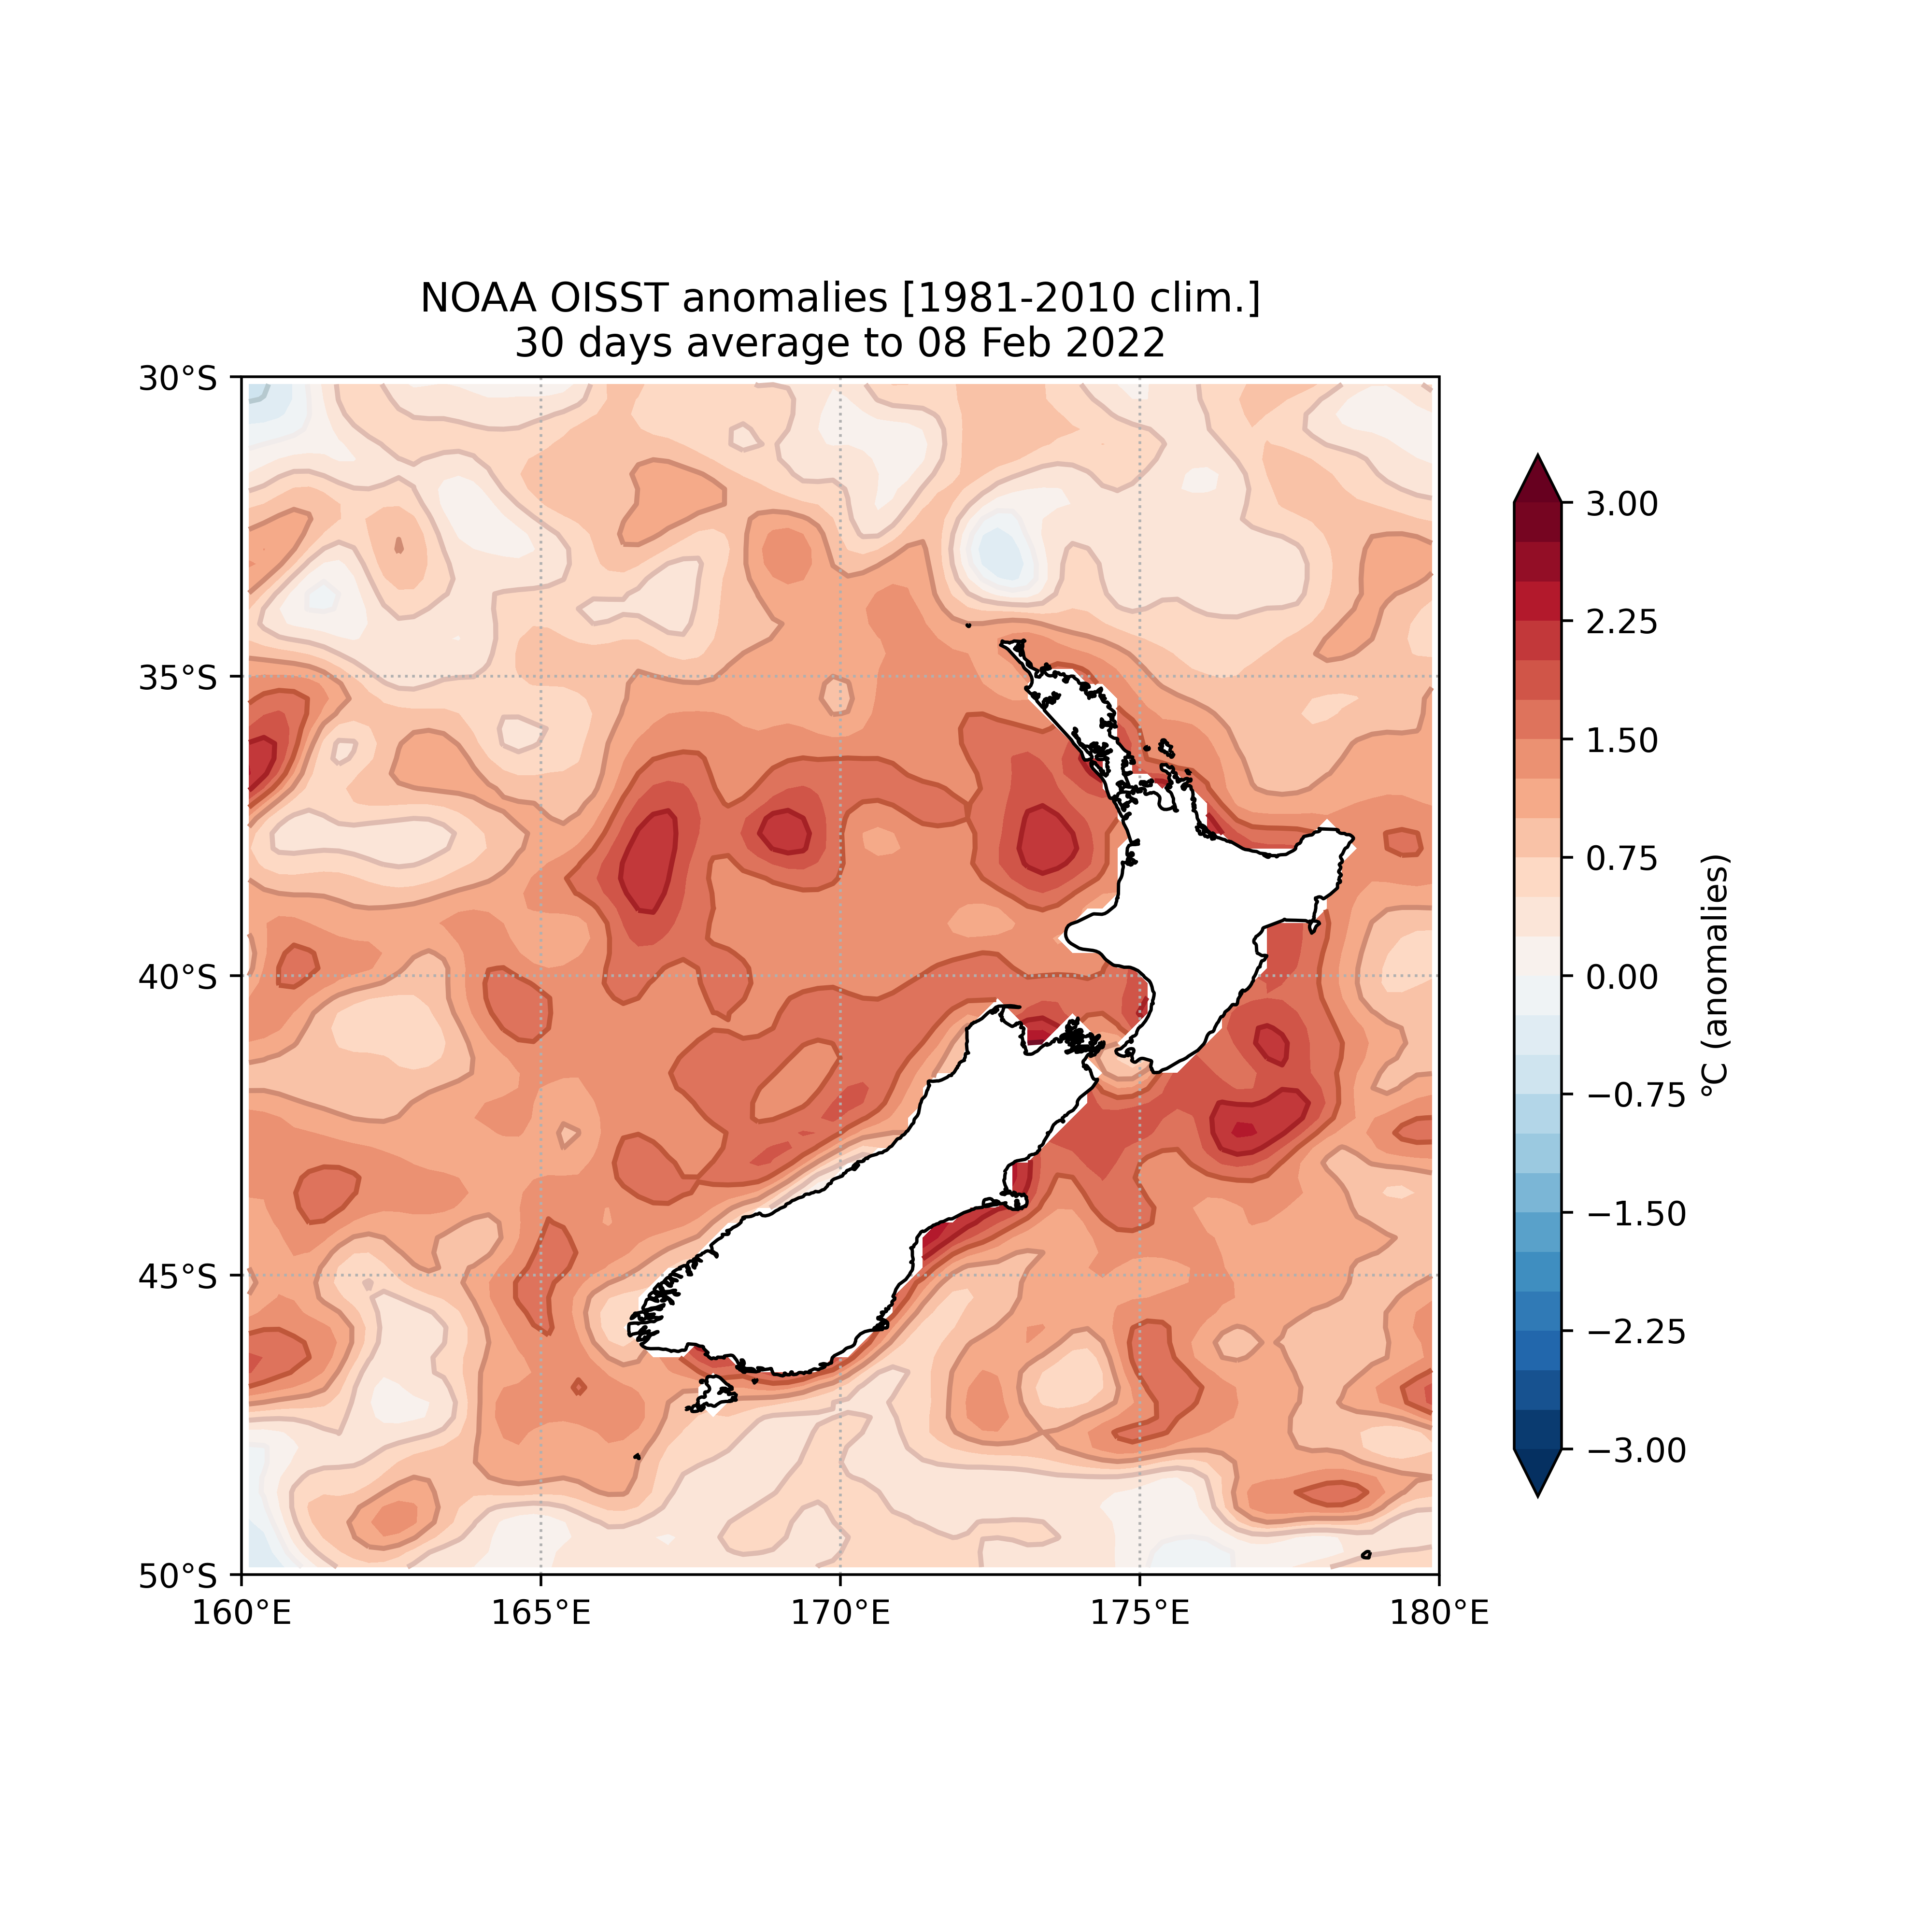 NOAA OISST anomalies [1981-2010 clim.]
30 days average to 08 Feb 2022
30°S
35°S
40°S
45°S
50°S
160°E
165°E
170°E
175°E
180°E
3.00
2.25
1.50
0.75
0.00
−0.75
−1.50
−2.25
−3.00
°C (anomalies)